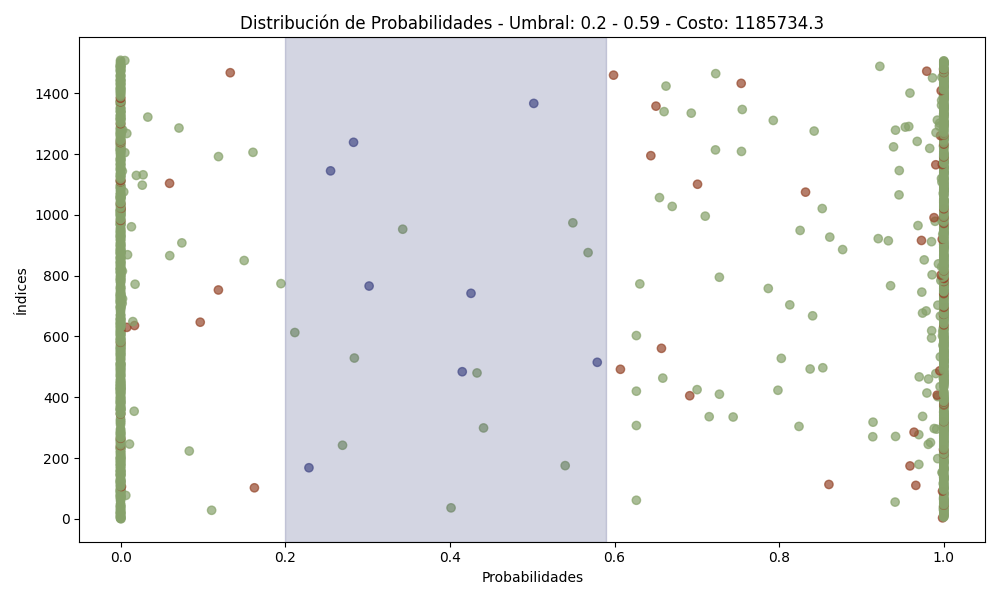 Distribución de Probabilidades - Umbral: 0.2 - 0.59 - Costo: 1185734.3
Índices
1400
1200
1000
800
600
400
200
0
0.0 0.2 0.4 0.6 0.8 1.0
Probabilidades